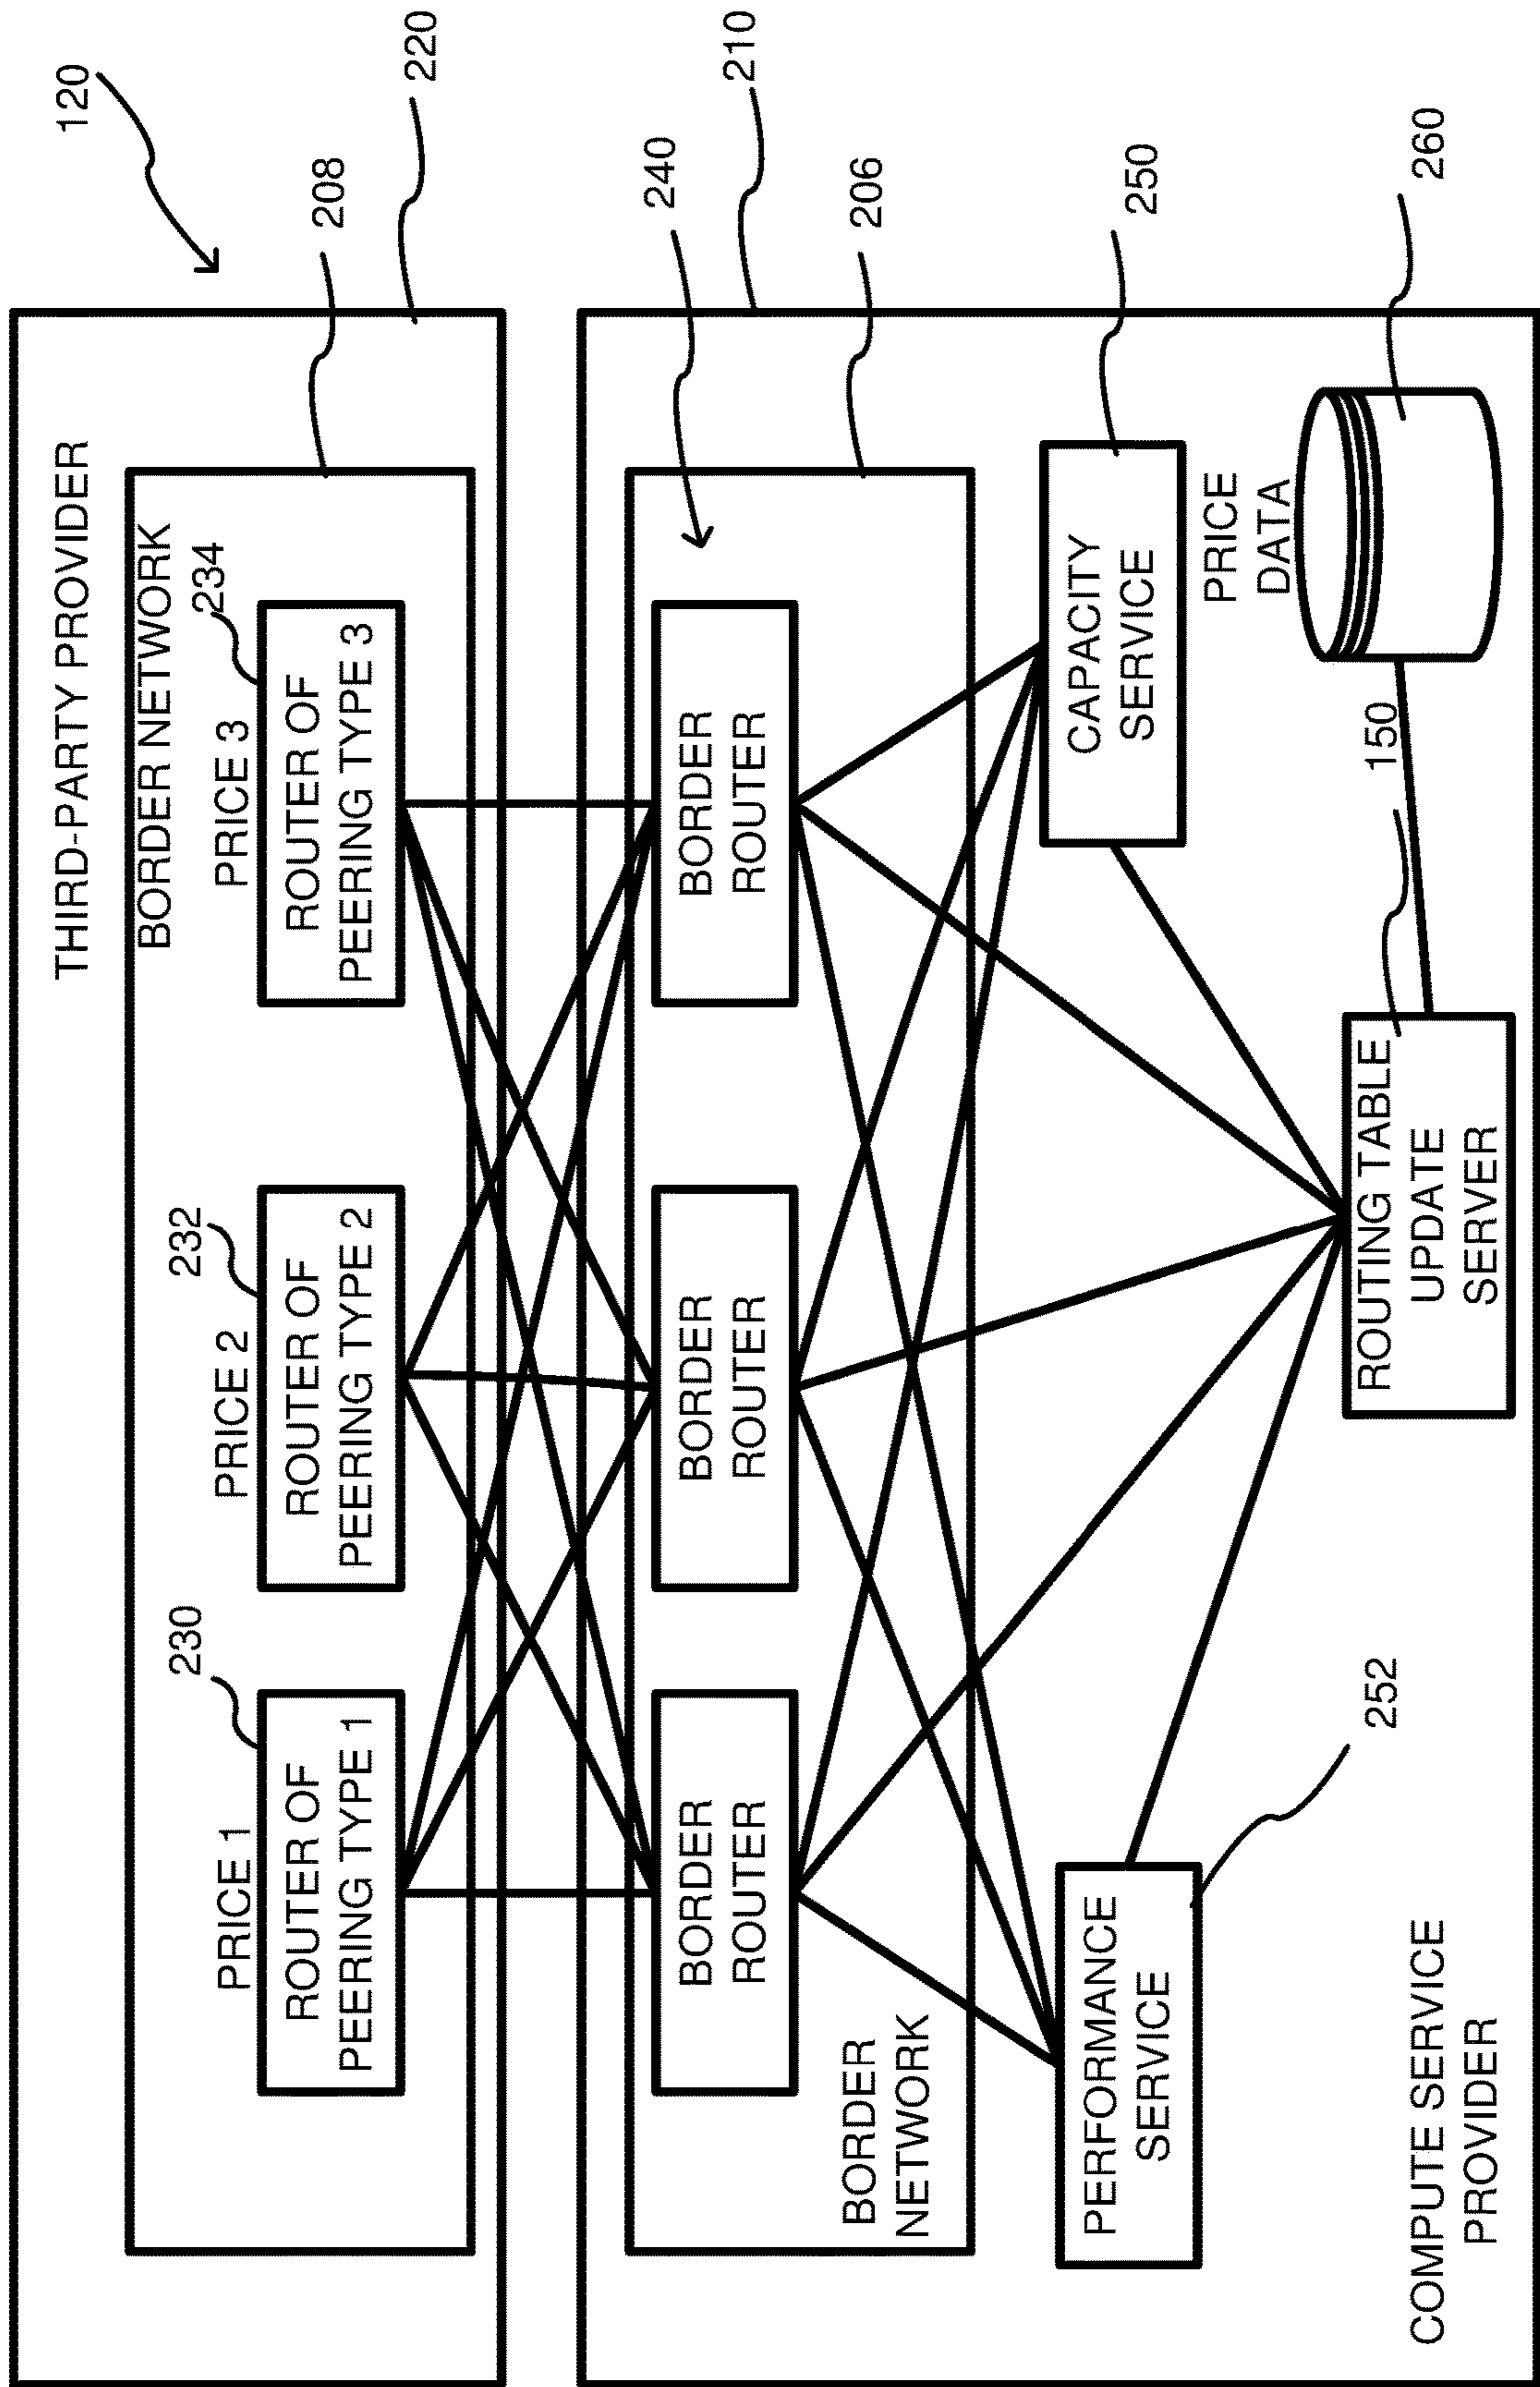 120
THIRD-PARTY PROVIDER
220
BORDER NETWORK
208
230
232
234
PRICE 1
PRICE 2
PRICE 3
ROUTER OF
PEERING TYPE 1
ROUTER OF
PEERING TYPE 2
ROUTER OF
PEERING TYPE 3
210
240
BORDER
ROUTER
BORDER
ROUTER
BORDER
ROUTER
206
BORDER
NETWORK
PERFORMANCE
SERVICE
252
CAPACITY
SERVICE
250
PRICE
DATA
260
150
ROUTING TABLE
UPDATE
SERVER
COMPUTE SERVICE
PROVIDER